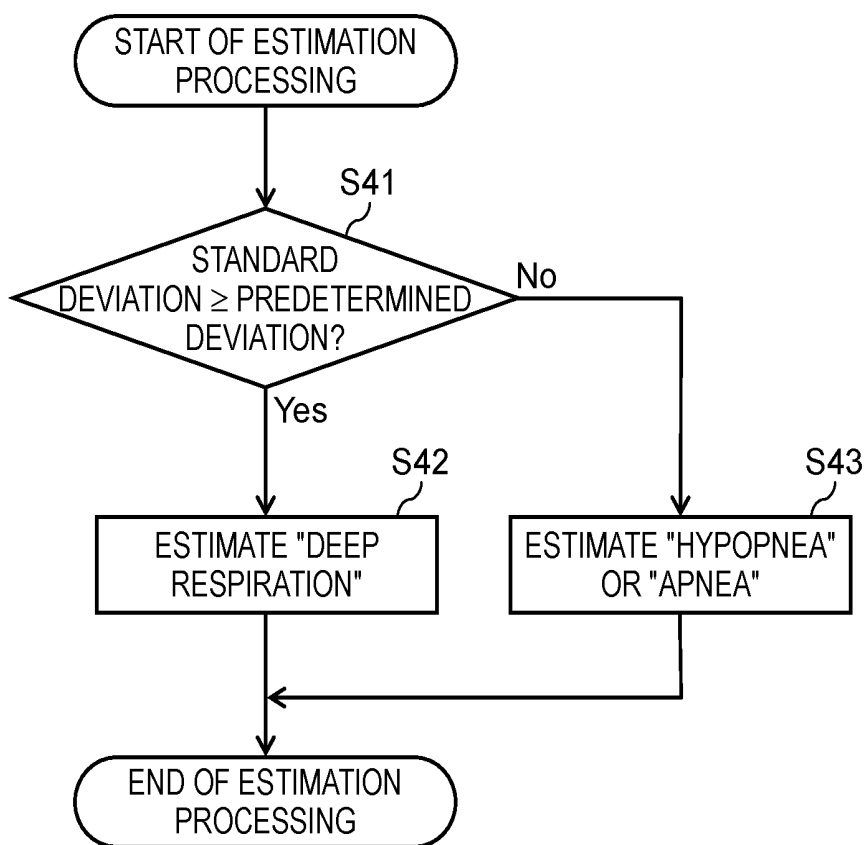 START OF ESTIMATION
PROCESSING
S41
STANDARD
DEVIATION ≥ PREDETERMINED
DEVIATION?
No
Yes
S42
ESTIMATE "DEEP
RESPIRATION"
S43
ESTIMATE "HYPOPNEA"
OR "APNEA"
END OF ESTIMATION
PROCESSING